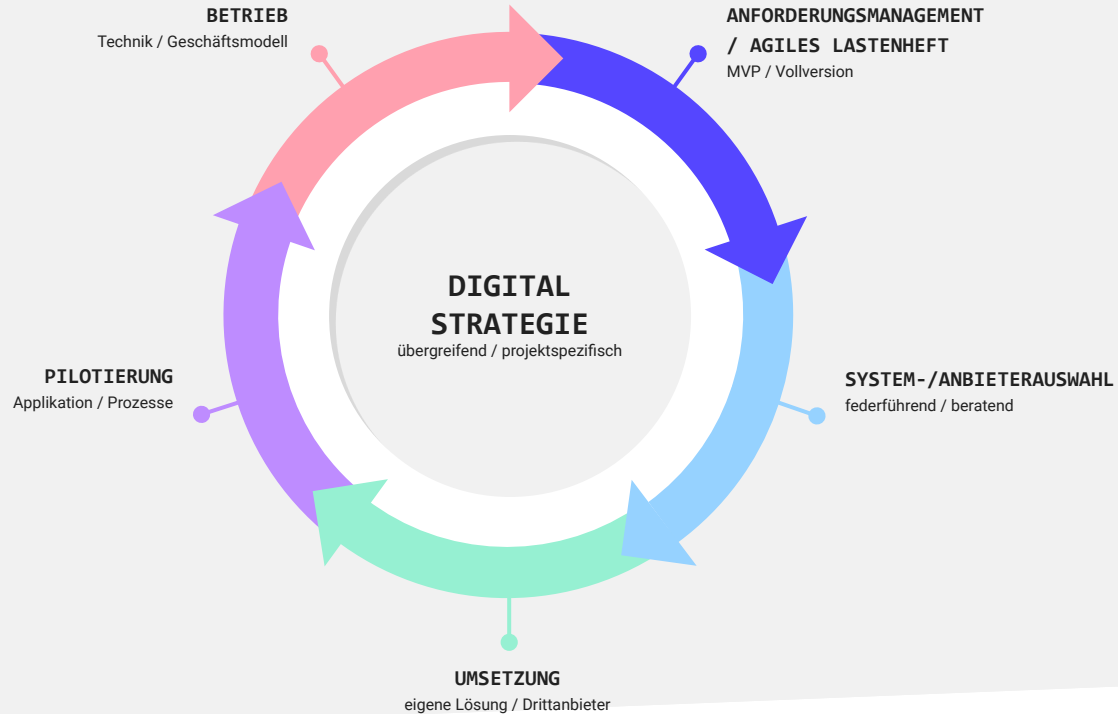 BETRIEB
Technik / Geschäftsmodell
ANFORDERUNGSMANAGEMENT
/ AGILES LASTENHEFT
MVP / Vollversion
DIGITAL
STRATEGIE
übergreifend / projektspezifisch
SYSTEM-/ANBIETERAUSWAHL
federführend / beratend
PILOTIERUNG
Applikation / Prozesse
UMSETZUNG
eigene Lösung / Drittanbieter